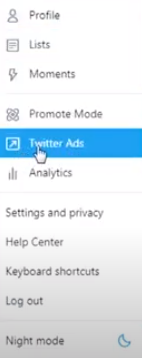 Profile
Lists
Moments
Promote Mode
Twitter Ads
Analytics
Settings and privacy
Help Center
Keyboard shortcuts
Log out
Night mode